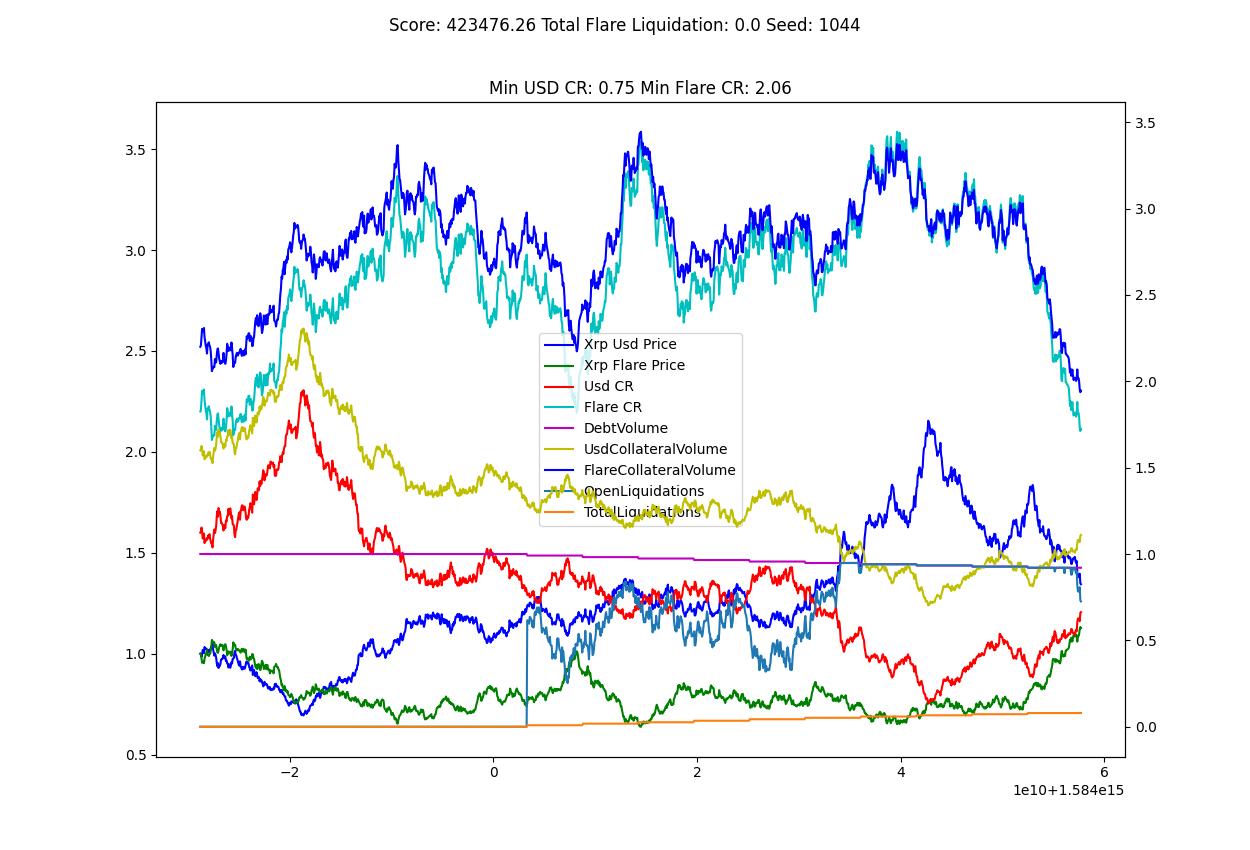 Score: 423476.26 Total Flare Liquidation: 0.0 Seed: 1044
Min USD CR: 0.75 Min Flare CR: 2.06
3.5
3.0
2.5
2.0
1.5
1.0
0.5
3.5
3.0
2.5
2.0
1.5
1.0
0.5
0.0
Xrp Usd Price
Xrp Flare Price
Usd CR
Flare CR
DebtVolume
UsdCollateralVolume
FlareCollateralVolume
OpenLiquidations
TotalLiquidations
−2 0 2 4 6
1e10+1.584e15